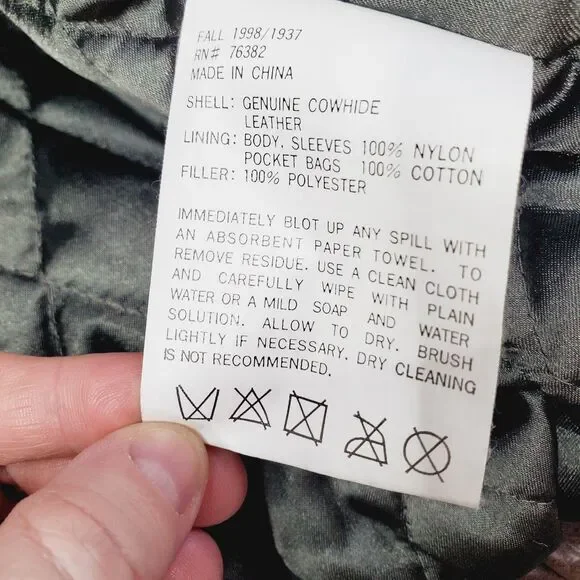 FALL 1998/1937
RN# 76382
MADE IN CHINA
SHELL: GENUINE COWHIDE
LEATHER
LINING: BODY, SLEEVES 100% NYLON
POCKET BAGS 100% COTTON
FILLER: 100% POLYESTER
IMMEDIATELY BLOT UP ANY SPILL WITH
AN ABSORBENT PAPER TOWEL. TO
REMOVE RESIDUE. USE A CLEAN CLOTH
AND CAREFULLY WIPE WITH PLAIN
WATER OR A MILD SOAP AND WATER
SOLUTION. ALLOW TO DRY. BRUSH
LIGHTLY IF NECESSARY. DRY CLEANING
IS NOT RECOMMENDED.